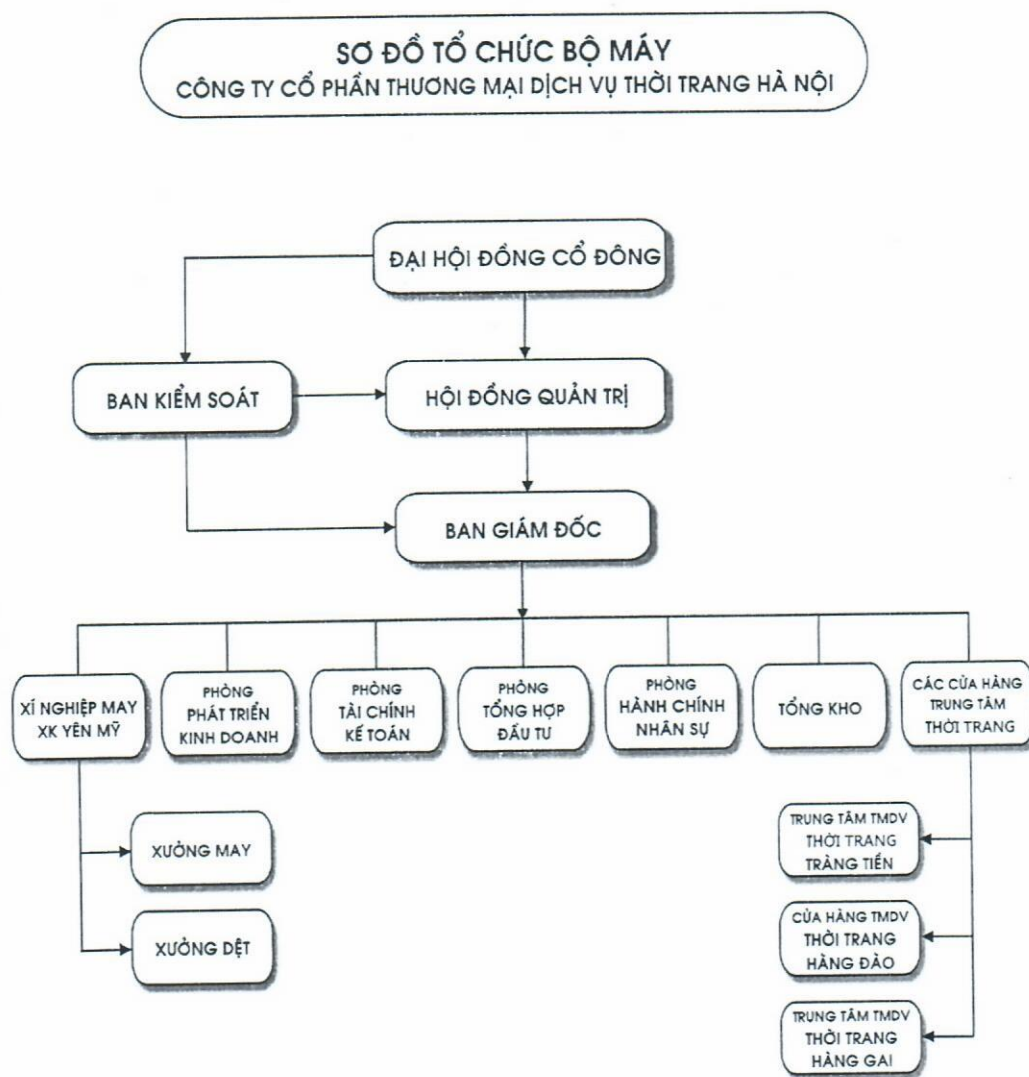 SƠ ĐỒ TỔ CHỨC BỘ MÁY
CÔNG TY CỔ PHẦN THƯƠNG MẠI DỊCH VỤ THỜI TRANG HÀ NỘI
ĐẠI HỘI ĐỒNG CỔ ĐÔNG
BAN KIỂM SOÁT
HỘI ĐỒNG QUẢN TRỊ
BAN GIÁM ĐỐC
XÍ NGHIỆP MAY
XK YÊN MỸ
PHÒNG
PHÁT TRIỂN
KINH DOANH
PHÒNG
TÀI CHÍNH
KẾ TOÁN
PHÒNG
TỔNG HỢP
ĐẦU TƯ
PHÒNG
HÀNH CHÍNH
NHÂN SỰ
TỔNG KHO
CÁC CỬA HÀNG
TRUNG TÂM
THỜI TRANG
XƯỞNG MAY
XƯỞNG DỆT
TRUNG TÂM TMDV
THỜI TRANG
TRÀNG TIỀN
CỬA HÀNG TMDV
THỜI TRANG
HÀNG ĐÀO
TRUNG TÂM TMDV
THỜI TRANG
HÀNG GAI